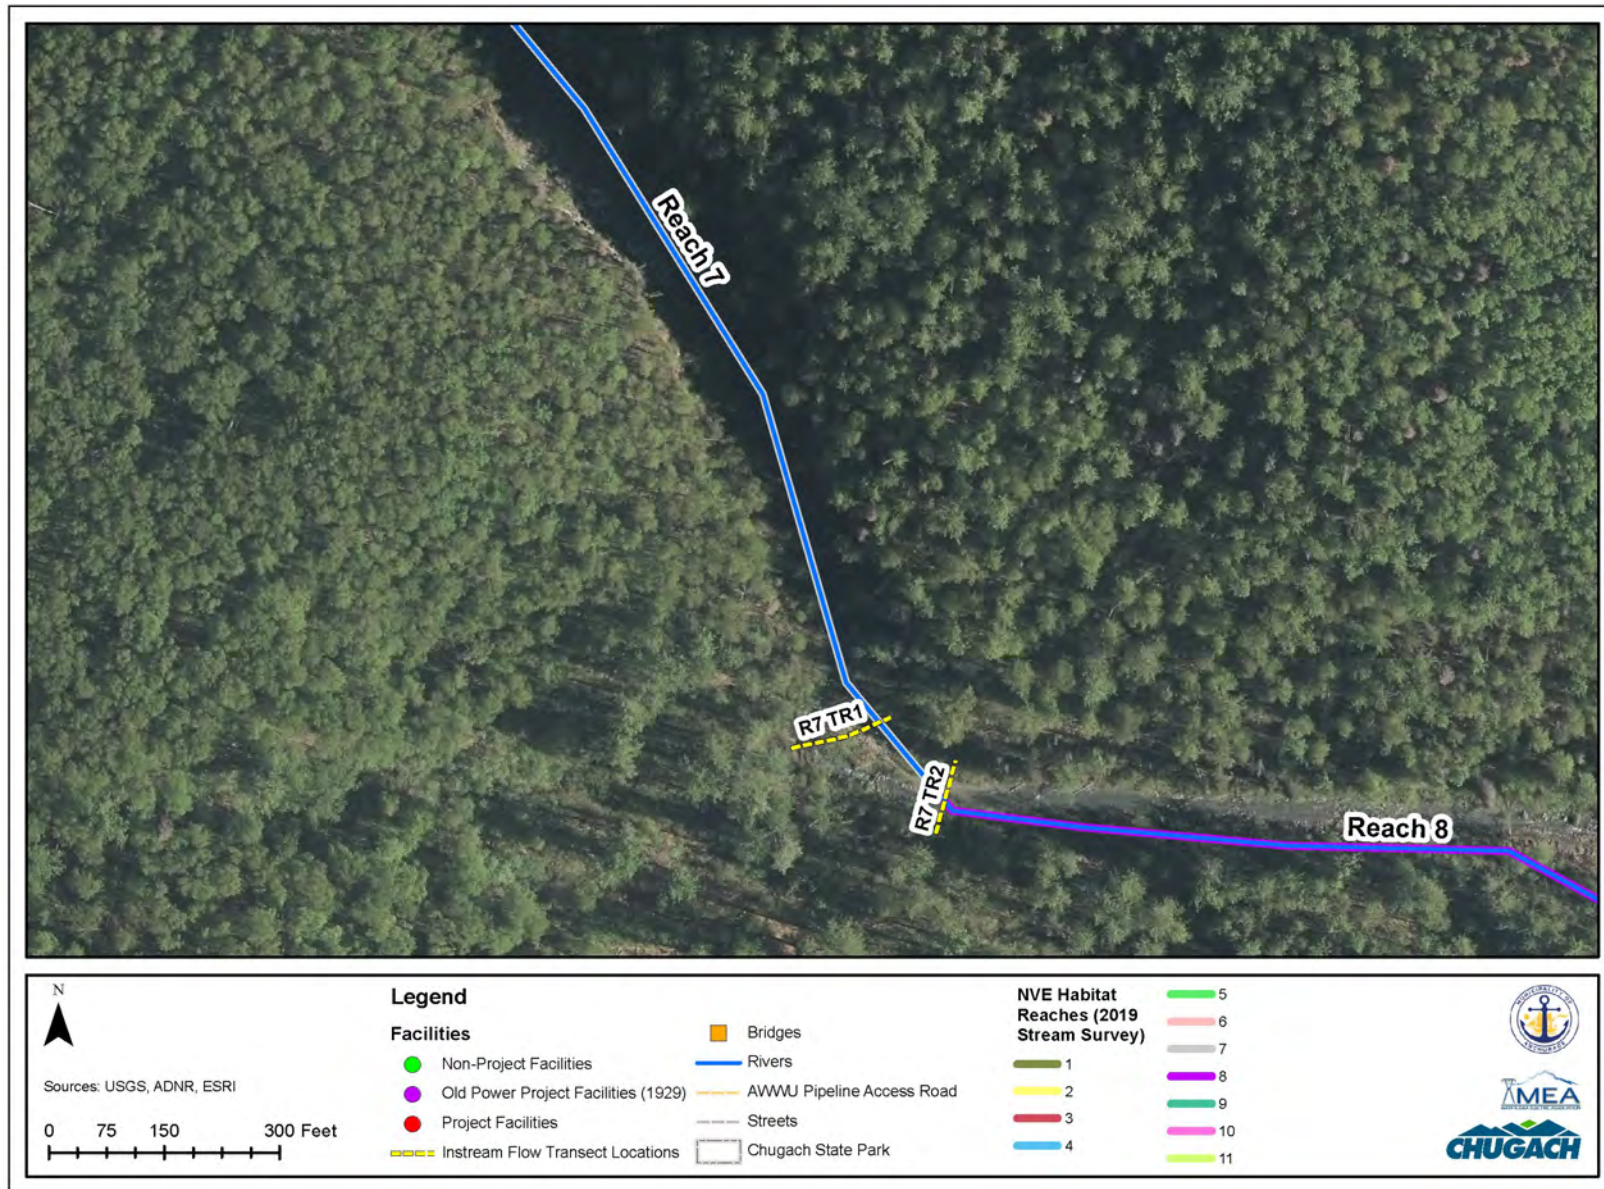 Reach 7
R7 TR1
R7 TR2
Reach 8
N
Sources: USGS, ADNR, ESRI
0 75 150 300 Feet
Legend
Facilities
Non-Project Facilities
Old Power Project Facilities (1929)
Project Facilities
Instream Flow Transect Locations
Bridges
Rivers
AWWU Pipeline Access Road
Streets
Chugach State Park
NVE Habitat
Reaches (2019
Stream Survey)
1
2
3
4
5
6
7
8
9
10
11
MUNICIPALITY OF
ANCHORAGE
MEA
CHUGACH